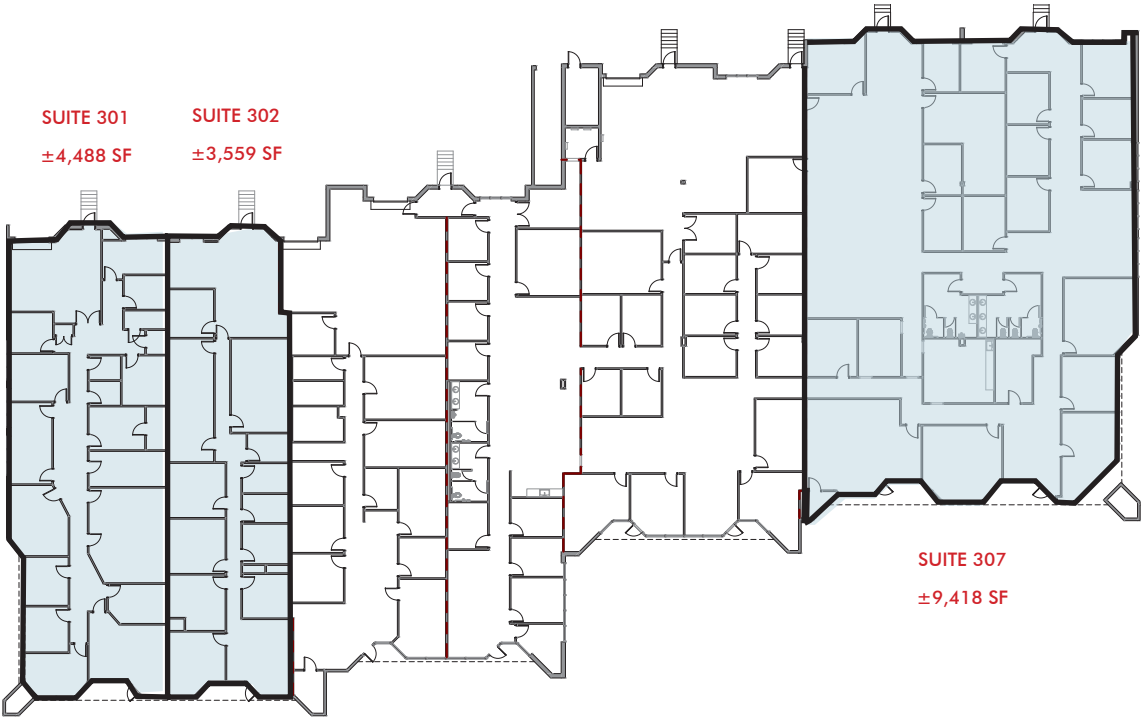 SUITE 301
±4,488 SF
SUITE 302
±3,559 SF
SUITE 307
±9,418 SF